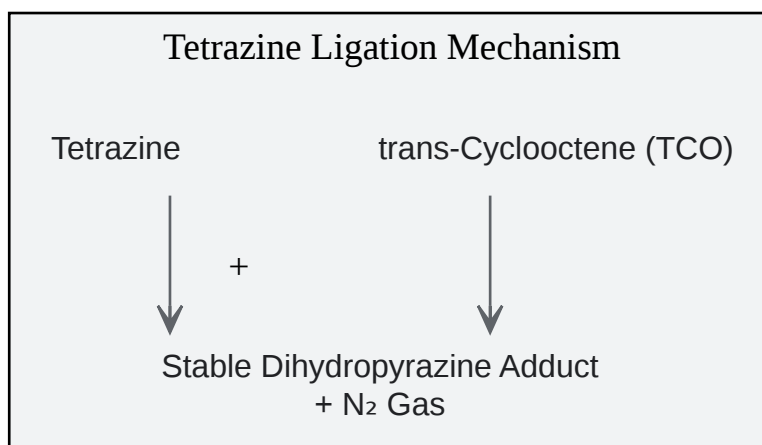 Tetrazine Ligation Mechanism
Tetrazine
trans-Cyclooctene (TCO)
+
Stable Dihydropyrazine Adduct
+ N₂ Gas